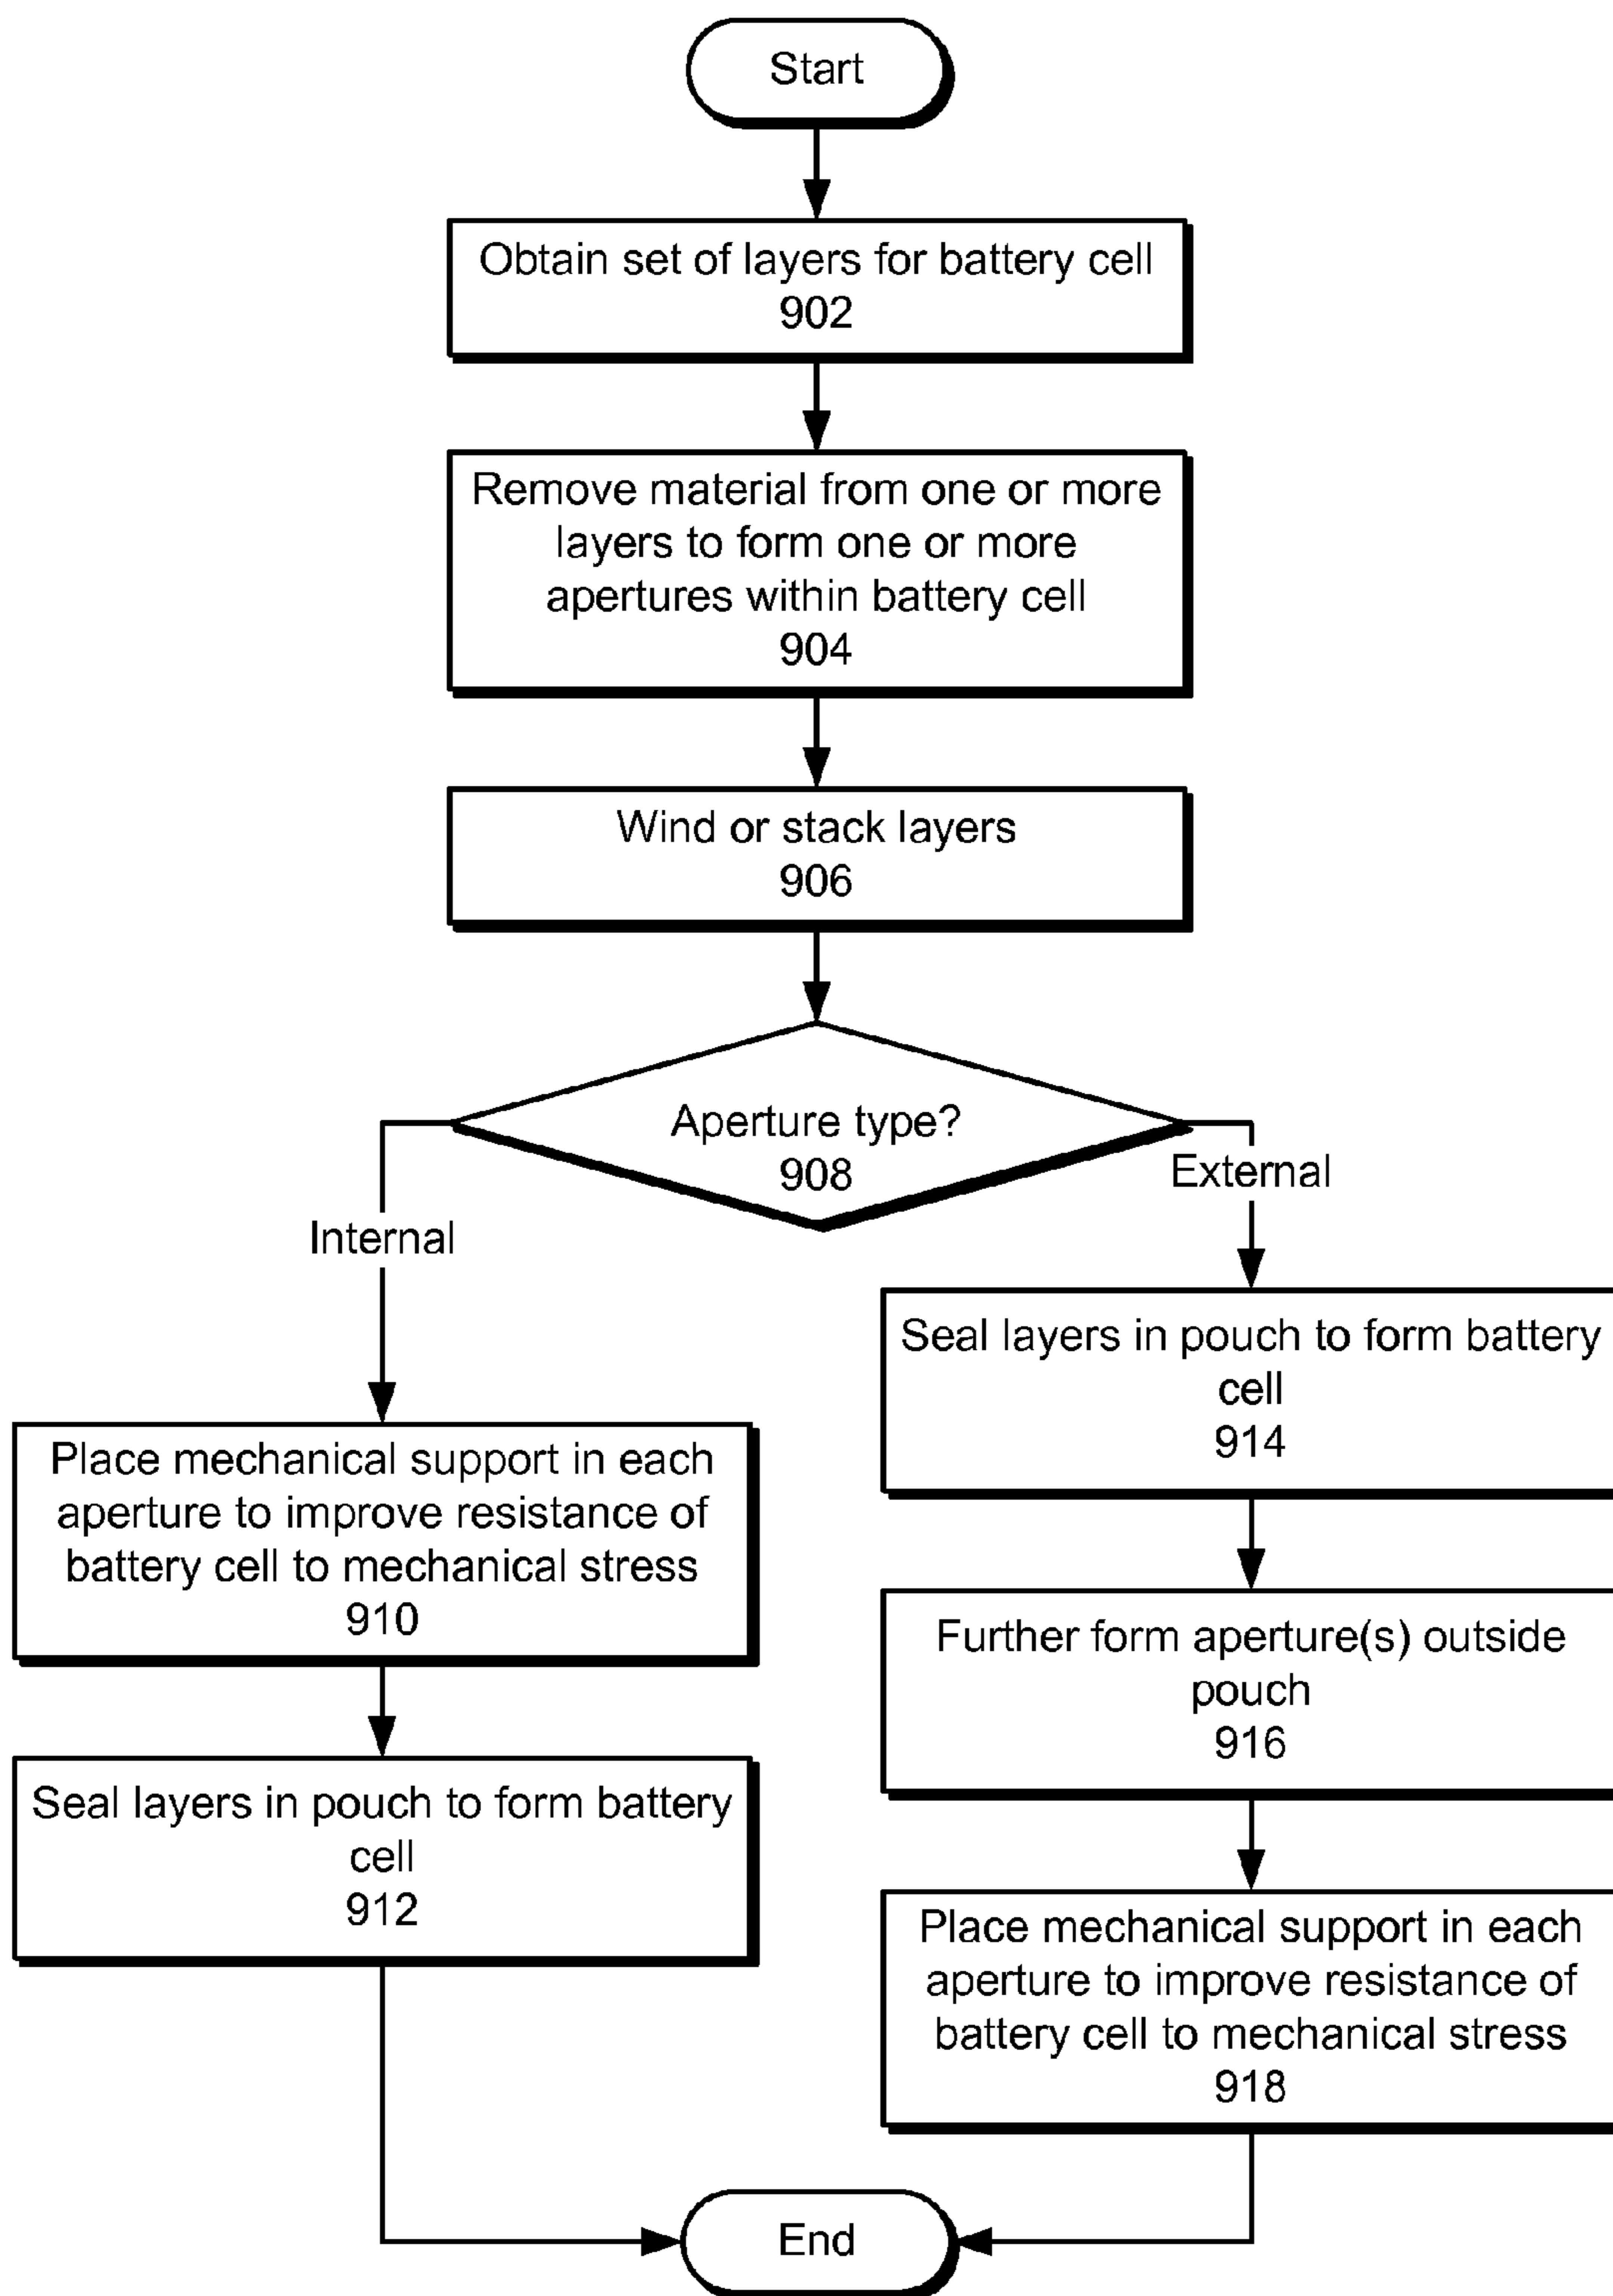 Start
Obtain set of layers for battery cell
902
Remove material from one or more
layers to form one or more
apertures within battery cell
904
Wind or stack layers
906
Aperture type?
908
Internal
External
Place mechanical support in each
aperture to improve resistance of
battery cell to mechanical stress
910
Seal layers in pouch to form battery
cell
912
Seal layers in pouch to form battery
cell
914
Further form aperture(s) outside
pouch
916
Place mechanical support in each
aperture to improve resistance of
battery cell to mechanical stress
918
End